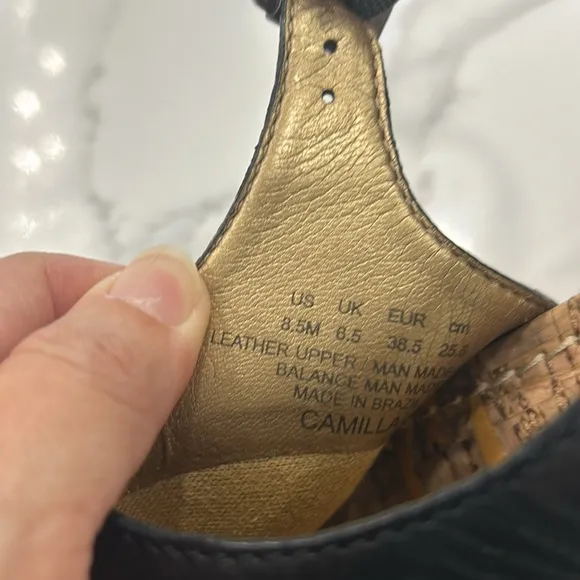 US UK EUR cm
8.5M 6.5 38.5 25.5
LEATHER UPPER / MAN MADE
BALANCE MAN MADE
MADE IN BRAZIL
CAMILLA